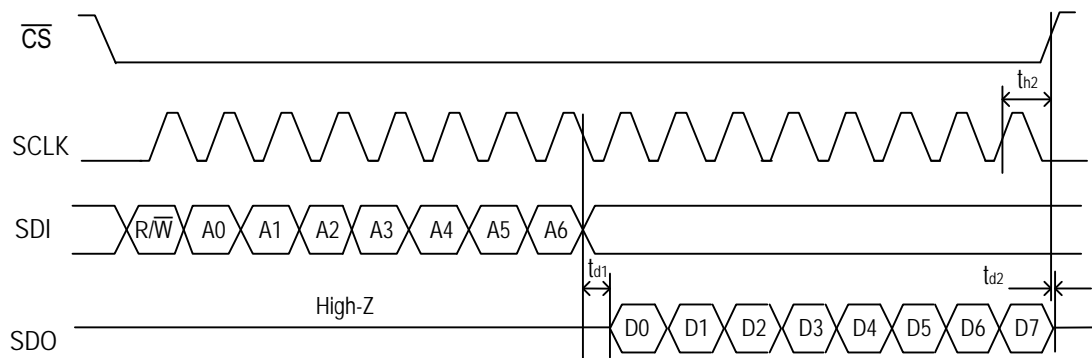 CS
th2
SCLK
SDI R/W A0 A1 A2 A3 A4 A5 A6
td1 td2
High-Z
SDO D0 D1 D2 D3 D4 D5 D6 D7